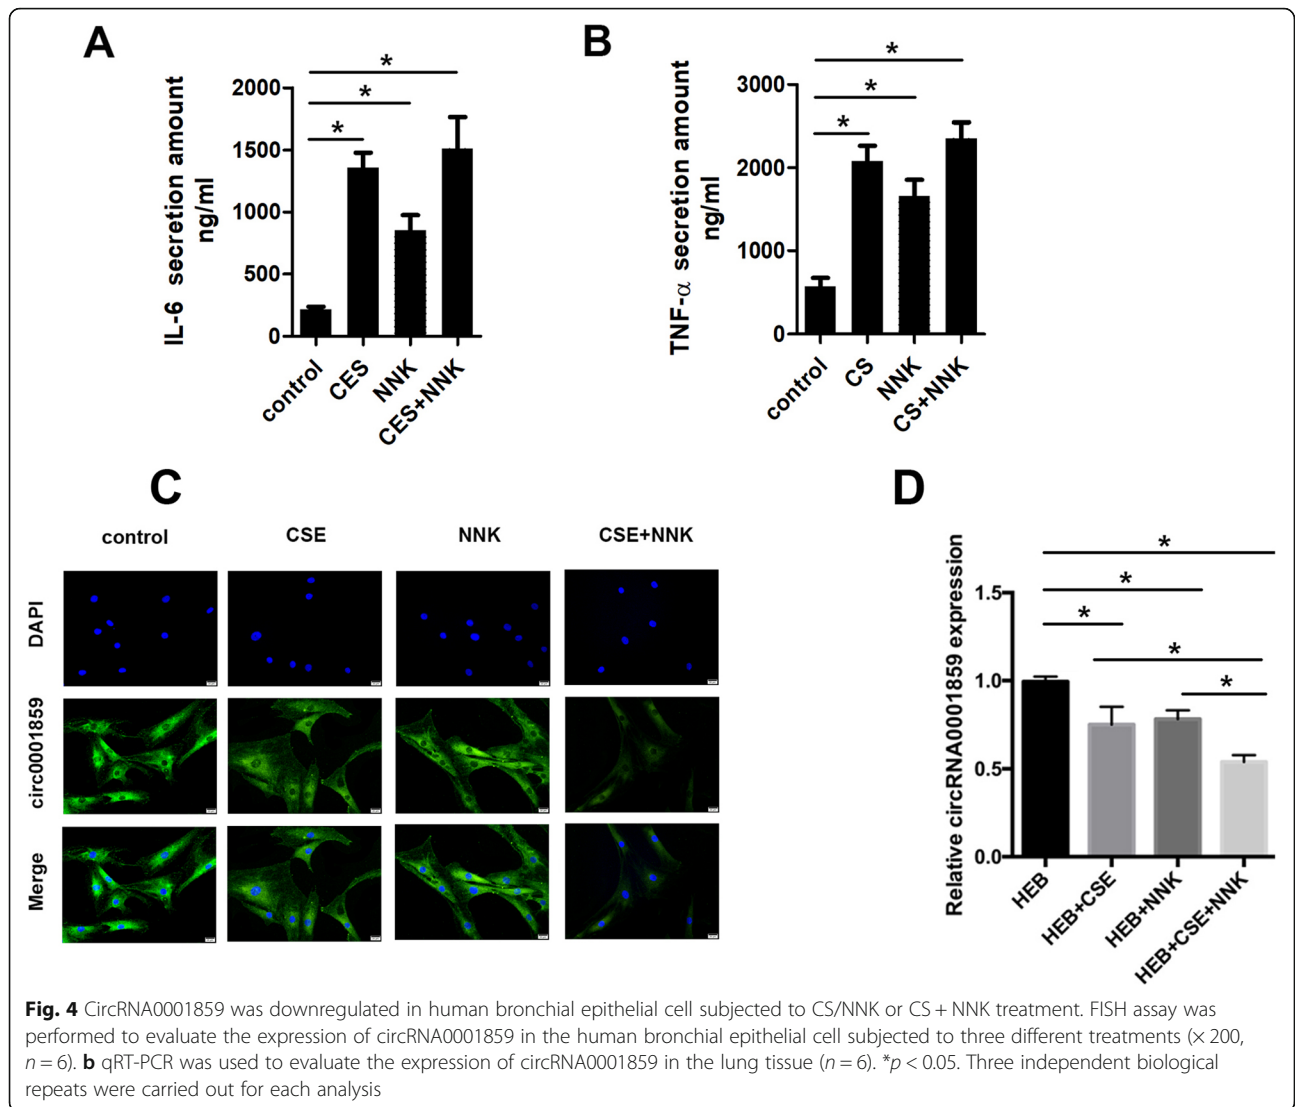 A
IL-6 secretion amount
ng/ml
2000
1500
1000
500
0
*
*
*
control
CES
NNK
CES+NNK
B
TNF-α secretion amount
ng/ml
3000
2000
1000
0
*
*
*
control
CS
NNK
CS+NNK
C
control
CSE
NNK
CSE+NNK
DAPI
circ0001859
Merge
D
Relative circRNA0001859 expression
1.5
1.0
0.5
0.0
*
*
*
*
*
HEB
HEB+CSE
HEB+NNK
HEB+CSE+NNK
Fig. 4 CircRNA0001859 was downregulated in human bronchial epithelial cell subjected to CS/NNK or CS + NNK treatment. FISH assay was
performed to evaluate the expression of circRNA0001859 in the human bronchial epithelial cell subjected to three different treatments (× 200,
n = 6). b qRT-PCR was used to evaluate the expression of circRNA0001859 in the lung tissue (n = 6). *p < 0.05. Three independent biological
repeats were carried out for each analysis